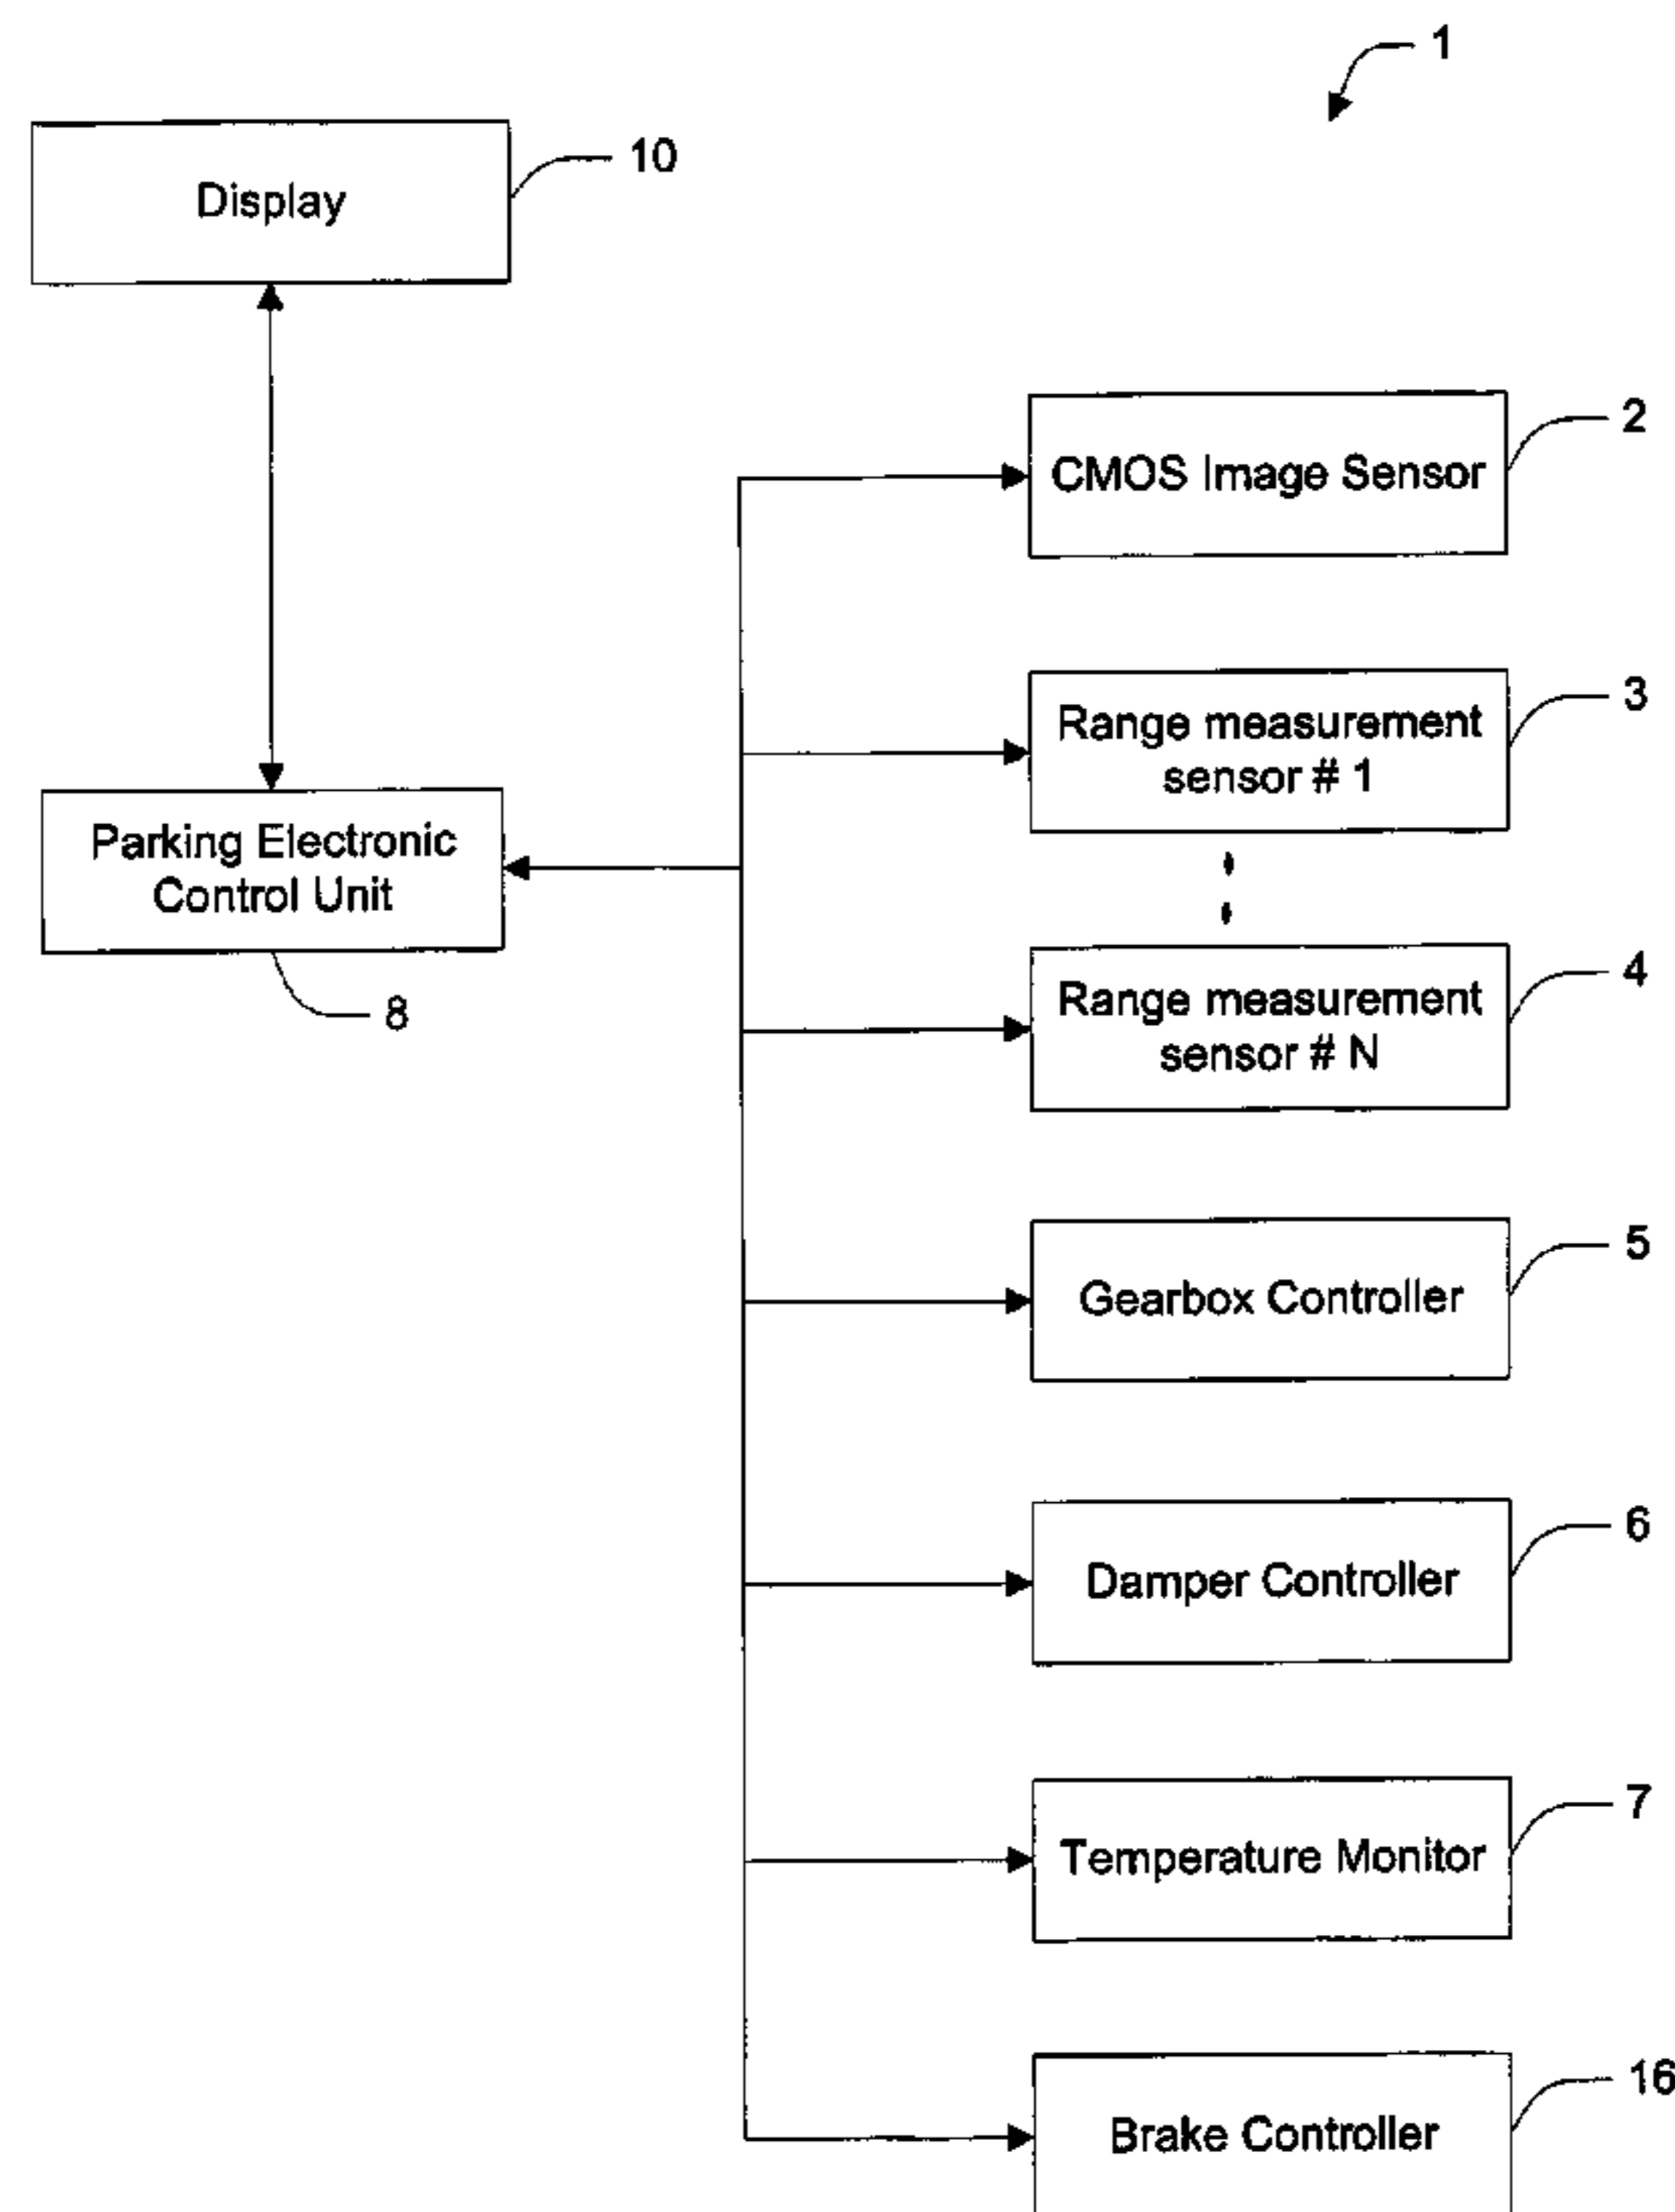 1
Display
10
CMOS Image Sensor
2
Range measurement
sensor # 1
3
Parking Electronic
Control Unit
8
Range measurement
sensor # N
4
Gearbox Controller
5
Damper Controller
6
Temperature Monitor
7
Brake Controller
16